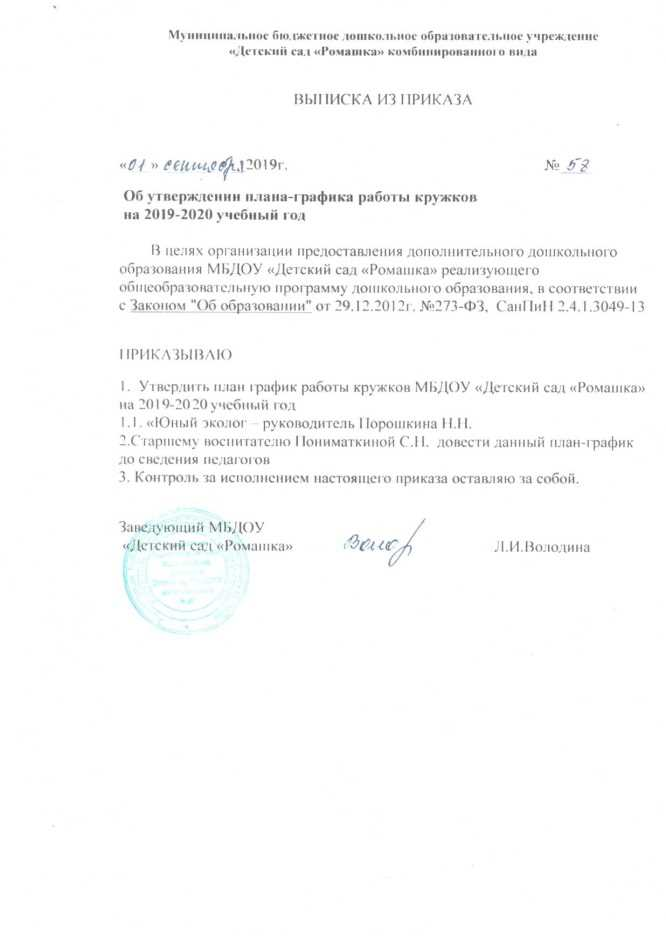 Муниципальное бюджетное дошкольное образовательное учреждение
«Детский сад «Ромашка» комбинированного вида
ВЫПИСКА ИЗ ПРИКАЗА
«01» сентября 2019г. № 58
Об утверждении плана-графика работы кружков
на 2019-2020 учебный год
В целях организации предоставления дополнительного дошкольного
образования МБДОУ «Детский сад «Ромашка» реализующего
общеобразовательную программу дошкольного образования, в соответствии
с Законом "Об образовании" от 29.12.2012г. №273-ФЗ, СанПиН 2.4.1.3049-13
ПРИКАЗЫВАЮ
1. Утвердить план график работы кружков МБДОУ «Детский сад «Ромашка»
на 2019-2020 учебный год
1.1. «Юный эколог – руководитель Порошкина Н.Н.
2.Старшему воспитателю Пониматкиной С.Н. довести данный план-график
до сведения педагогов
3. Контроль за исполнением настоящего приказа оставляю за собой.
Заведующий МБДОУ
«Детский сад «Ромашка» Л.И.Володина